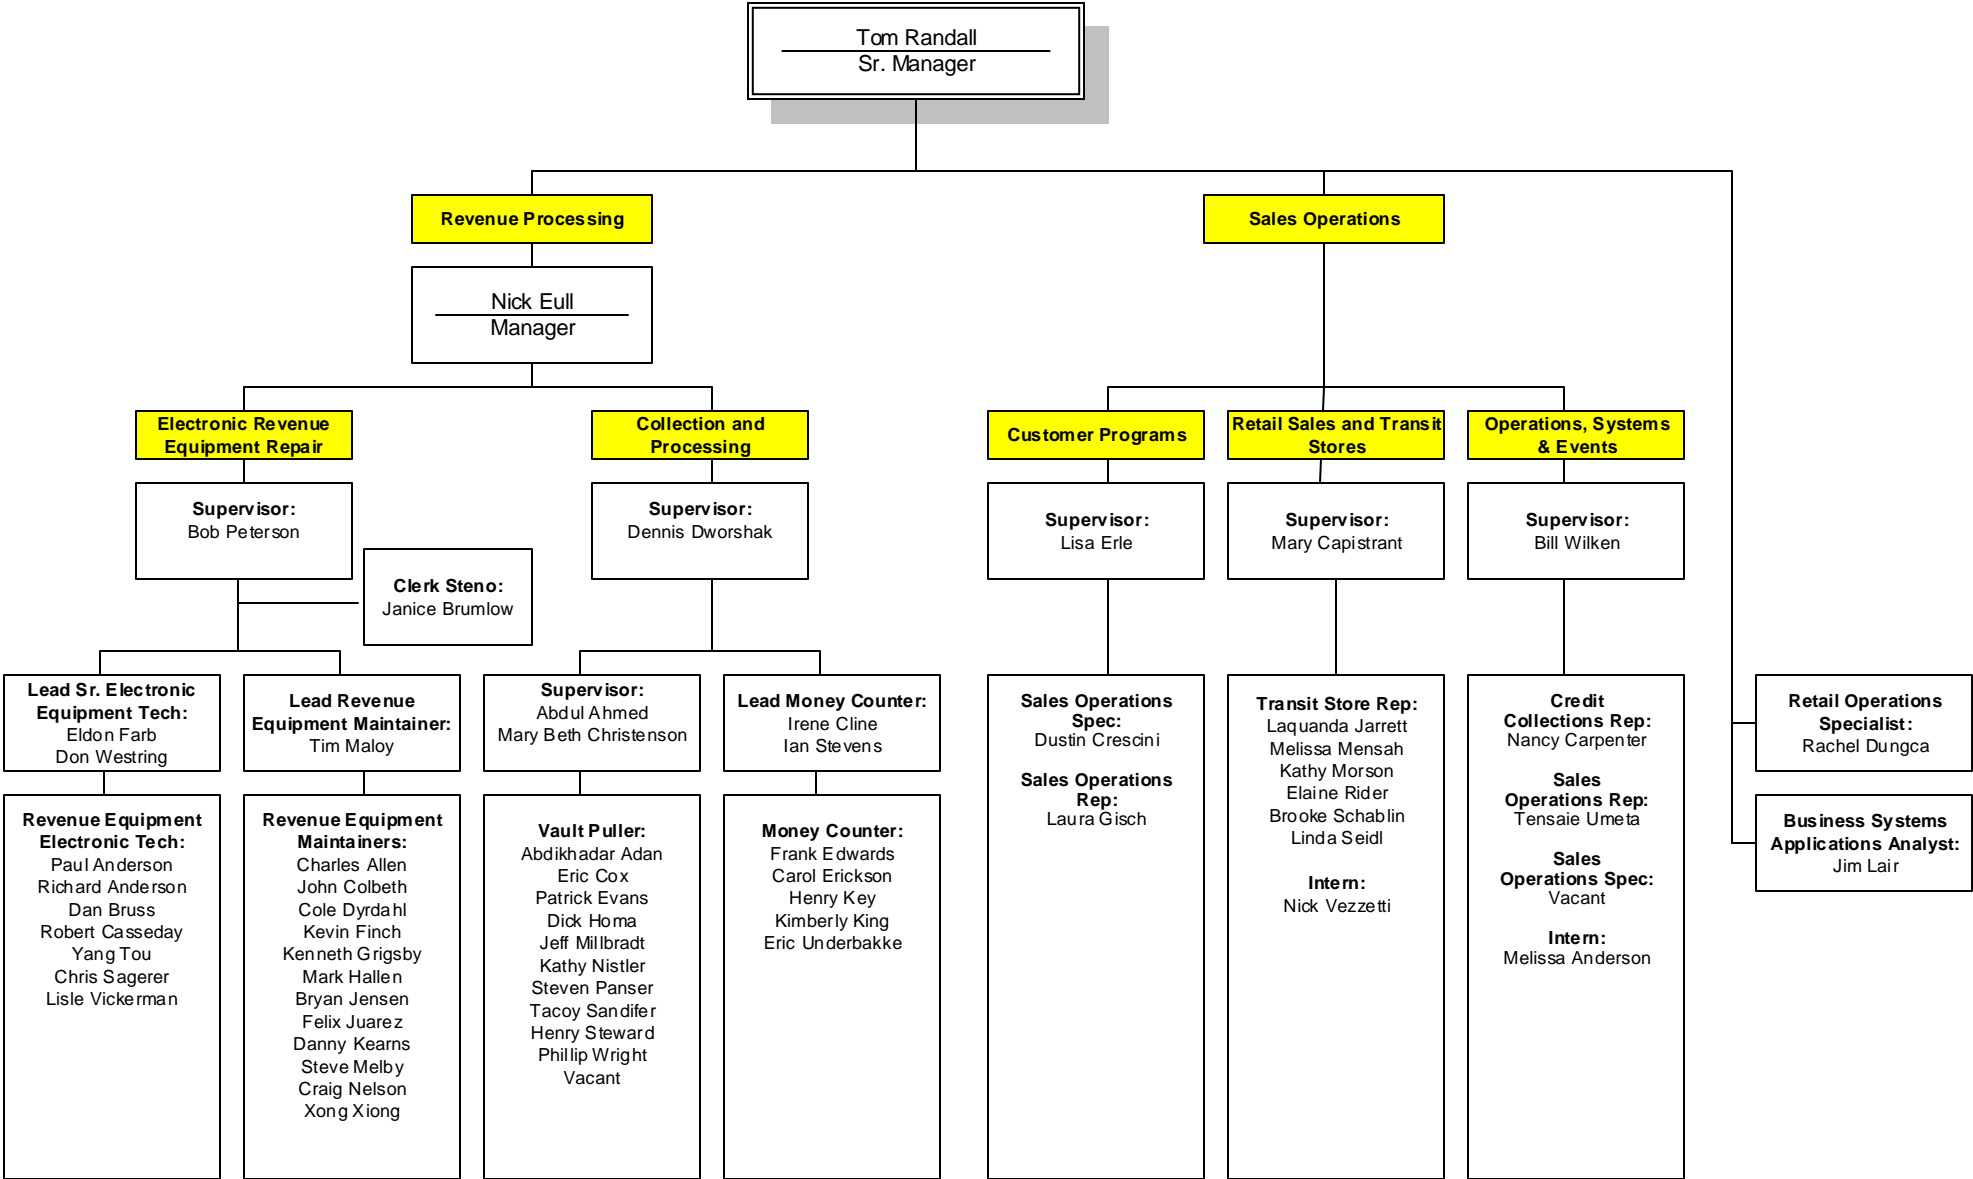 Tom Randall
Sr. Manager
Revenue Processing
Sales Operations
Nick Eull
Manager
Electronic Revenue
Equipment Repair
Collection and
Processing
Customer Programs
Retail Sales and Transit
Stores
Operations, Systems
& Events
Supervisor:
Bob Peterson
Supervisor:
Dennis Dworshak
Supervisor:
Lisa Erle
Supervisor:
Mary Capistrant
Supervisor:
Bill Wilken
Clerk Steno:
Janice Brumlow
Lead Sr. Electronic
Equipment Tech:
Eldon Farb
Don Westring
Lead Revenue
Equipment Maintainer:
Tim Maloy
Supervisor:
Abdul Ahmed
Mary Beth Christenson
Lead Money Counter:
Irene Cline
Ian Stevens
Revenue Equipment
Electronic Tech:
Paul Anderson
Richard Anderson
Dan Bruss
Robert Casseday
Yang Tou
Chris Sagerer
Lisle Vickerman
Revenue Equipment
Maintainers:
Charles Allen
John Colbeth
Cole Dyrdahl
Kevin Finch
Kenneth Grigsby
Mark Hallen
Bryan Jensen
Felix Juarez
Danny Kearns
Steve Melby
Craig Nelson
Xong Xiong
Vault Puller:
Abdikhadar Adan
Eric Cox
Patrick Evans
Dick Homa
Jeff Millbradt
Kathy Nistler
Steven Panser
Tacoy Sandifer
Henry Steward
Phillip Wright
Vacant
Money Counter:
Frank Edwards
Carol Erickson
Henry Key
Kimberly King
Eric Underbakke
Sales Operations
Spec:
Dustin Crescini
Sales Operations
Rep:
Laura Gisch
Transit Store Rep:
Laquanda Jarrett
Melissa Mensah
Kathy Morson
Elaine Rider
Brooke Schablin
Linda Seidl
Intern:
Nick Vezzetti
Credit
Collections Rep:
Nancy Carpenter
Sales
Operations Rep:
Tensaie Umeta
Sales
Operations Spec:
Vacant
Intern:
Melissa Anderson
Retail Operations
Specialist:
Rachel Dungca
Business Systems
Applications Analyst:
Jim Lair